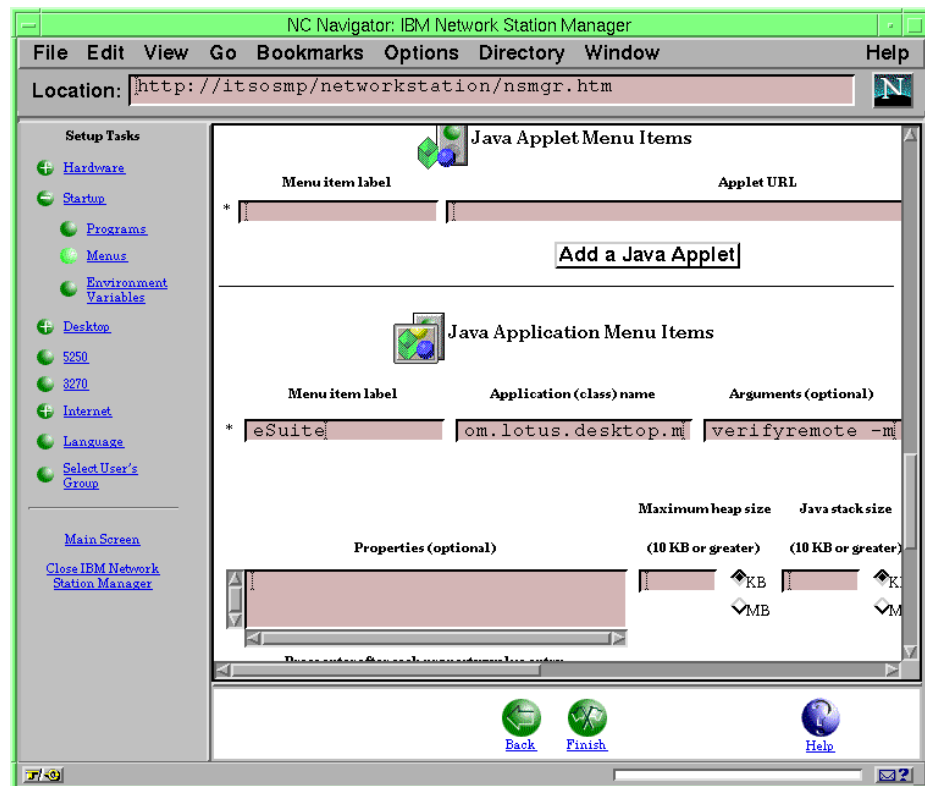 NC Navigator: IBM Network Station Manager
File Edit View Go Bookmarks Options Directory Window Help
Location: http://itsosmp/networkstation/nsmgr.htm
N
Setup Tasks
Hardware
Startup
Programs
Menus
Environment
Variables
Desktop
5250
3270
Internet
Language
Select User's
Group
Main Screen
Close IBM Network
Station Manager
Java Applet Menu Items
Menu item label Applet URL
*
Add a Java Applet
Java Application Menu Items
Menu item label Application (class) name Arguments (optional)
* eSuite om.lotus.desktop.m verifyremote -m
Maximum heap size Java stack size
Properties (optional) (10 KB or greater) (10 KB or greater)
KB K
MB M
Back Finish Help